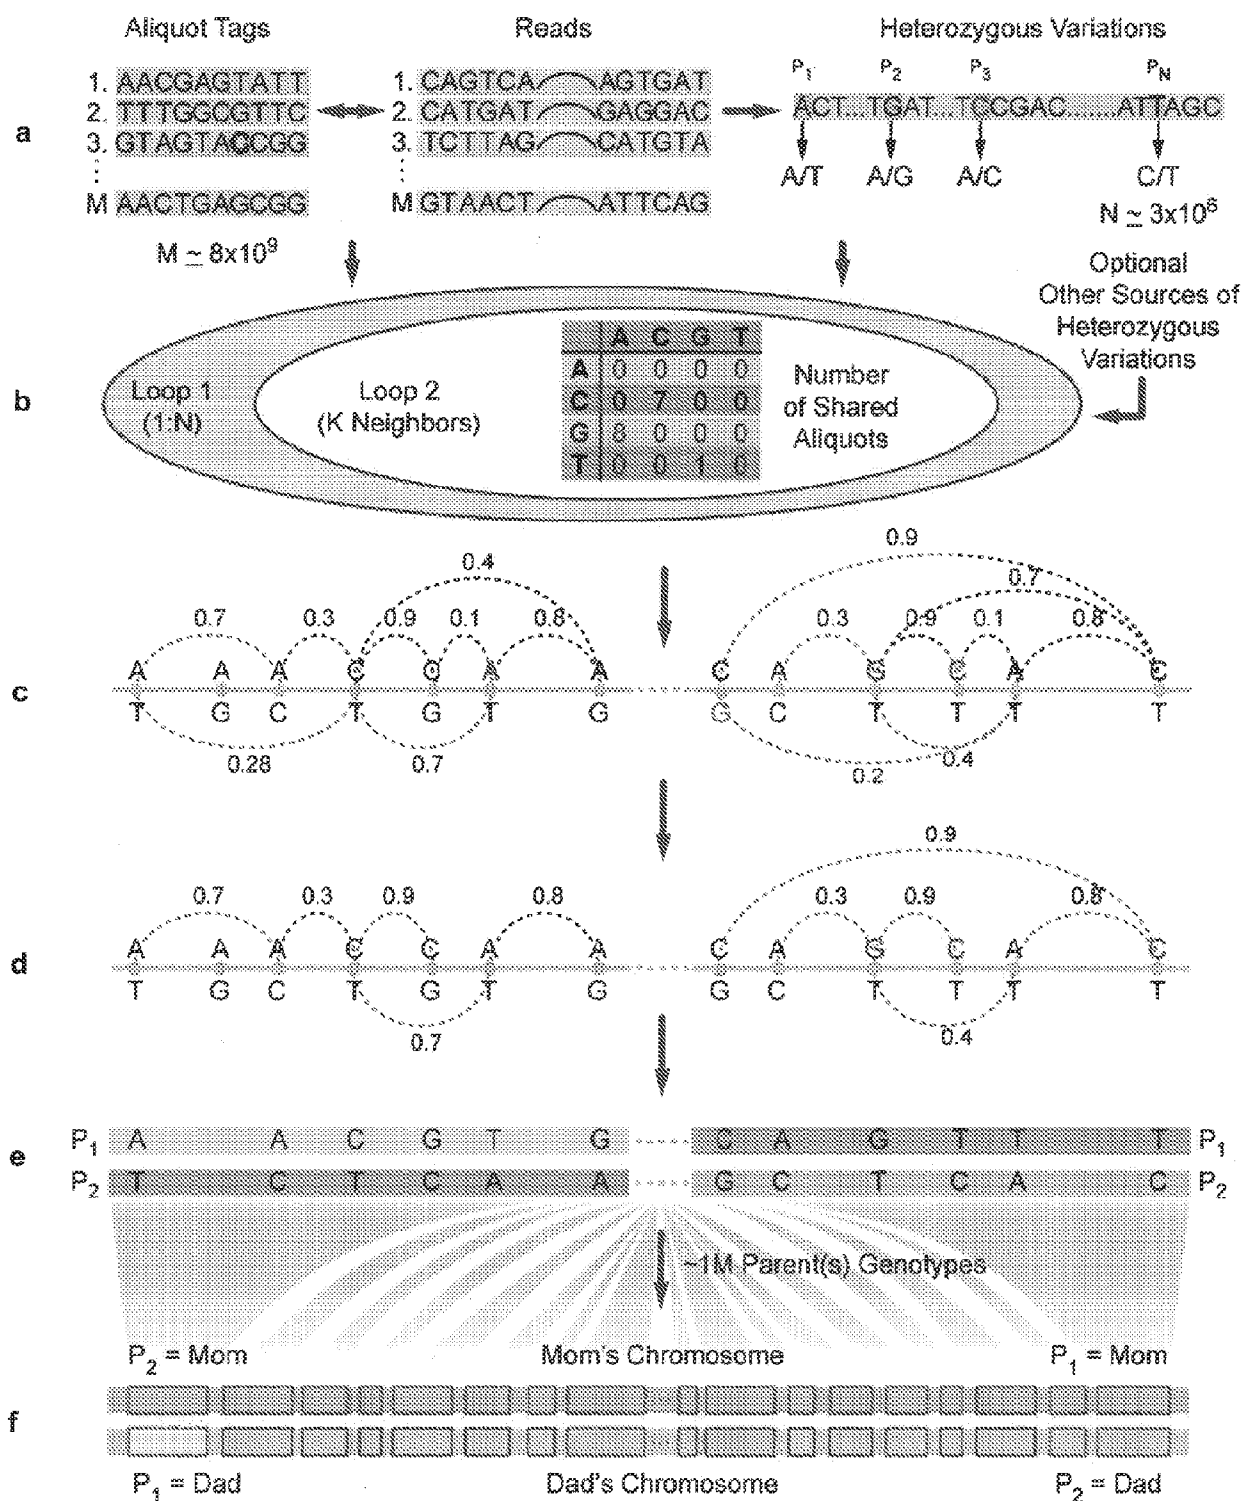 Aliquot Tags Reads Heterozygous Variations
P1 P2 P3 PN
1. AACGAGTATT 1. CAGTCA AGTGAT
2. TTTGGCGTTC 2. CATGAT GAGGAC ACT...TGAT...TCCGAC.......ATTAGC
a
3. GTAGTACCGG 3. TCTTAG CATGTA
A/T A/G A/C C/T
M AACTGAGCGG M GTAACT ATTCAG
N ≃ 3x10⁶
M ≃ 8x10⁹
Optional
Other Sources of
Heterozygous
Variations
b
Loop 1
(1:N)
Loop 2
(K Neighbors)
A C G T
A 0 0 0 0
C 0 7 0 0
G 8 0 0 0
T 0 0 1 0
Number
of Shared
Aliquots
0.9
0.4 0.7
0.7 0.3 0.9 0.1 0.8 0.3 0.9 0.1 0.8
A A A C C A A C A G C A C
c
T G C T G T G G C T T T T
0.28 0.7 0.2 0.4
0.9
0.7 0.3 0.9 0.8 0.3 0.9 0.8
A A A C C A A C A G C A C
d
T G C T G T G G C T T T T
0.7 0.4
P1 A A C G T G C A G T T T P1
e
P2 T C T C A A G C T C A C P2
~1M Parent(s) Genotypes
P2 = Mom Mom's Chromosome P1 = Mom
f
P1 = Dad Dad's Chromosome P2 = Dad